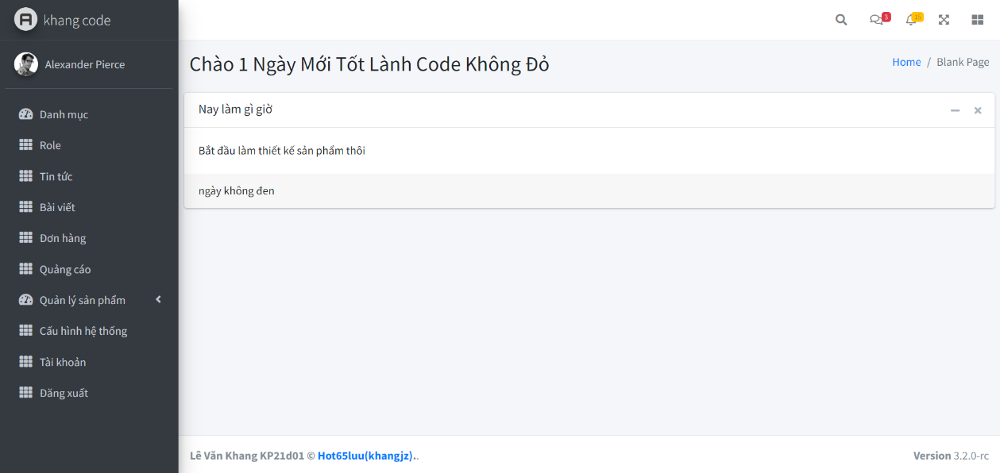 khang code
3
15
Alexander Pierce
Chào 1 Ngày Mới Tốt Lành Code Không Đỏ
Home / Blank Page
Nay làm gì giờ
Bắt đầu làm thiết kế sản phẩm thôi
ngày không đen
Danh mục
Role
Tin tức
Bài viết
Đơn hàng
Quảng cáo
Quản lý sản phẩm
Cấu hình hệ thống
Tài khoản
Đăng xuất
Lê Văn Khang KP21d01 © Hot65luu(khangjz)..
Version 3.2.0-rc